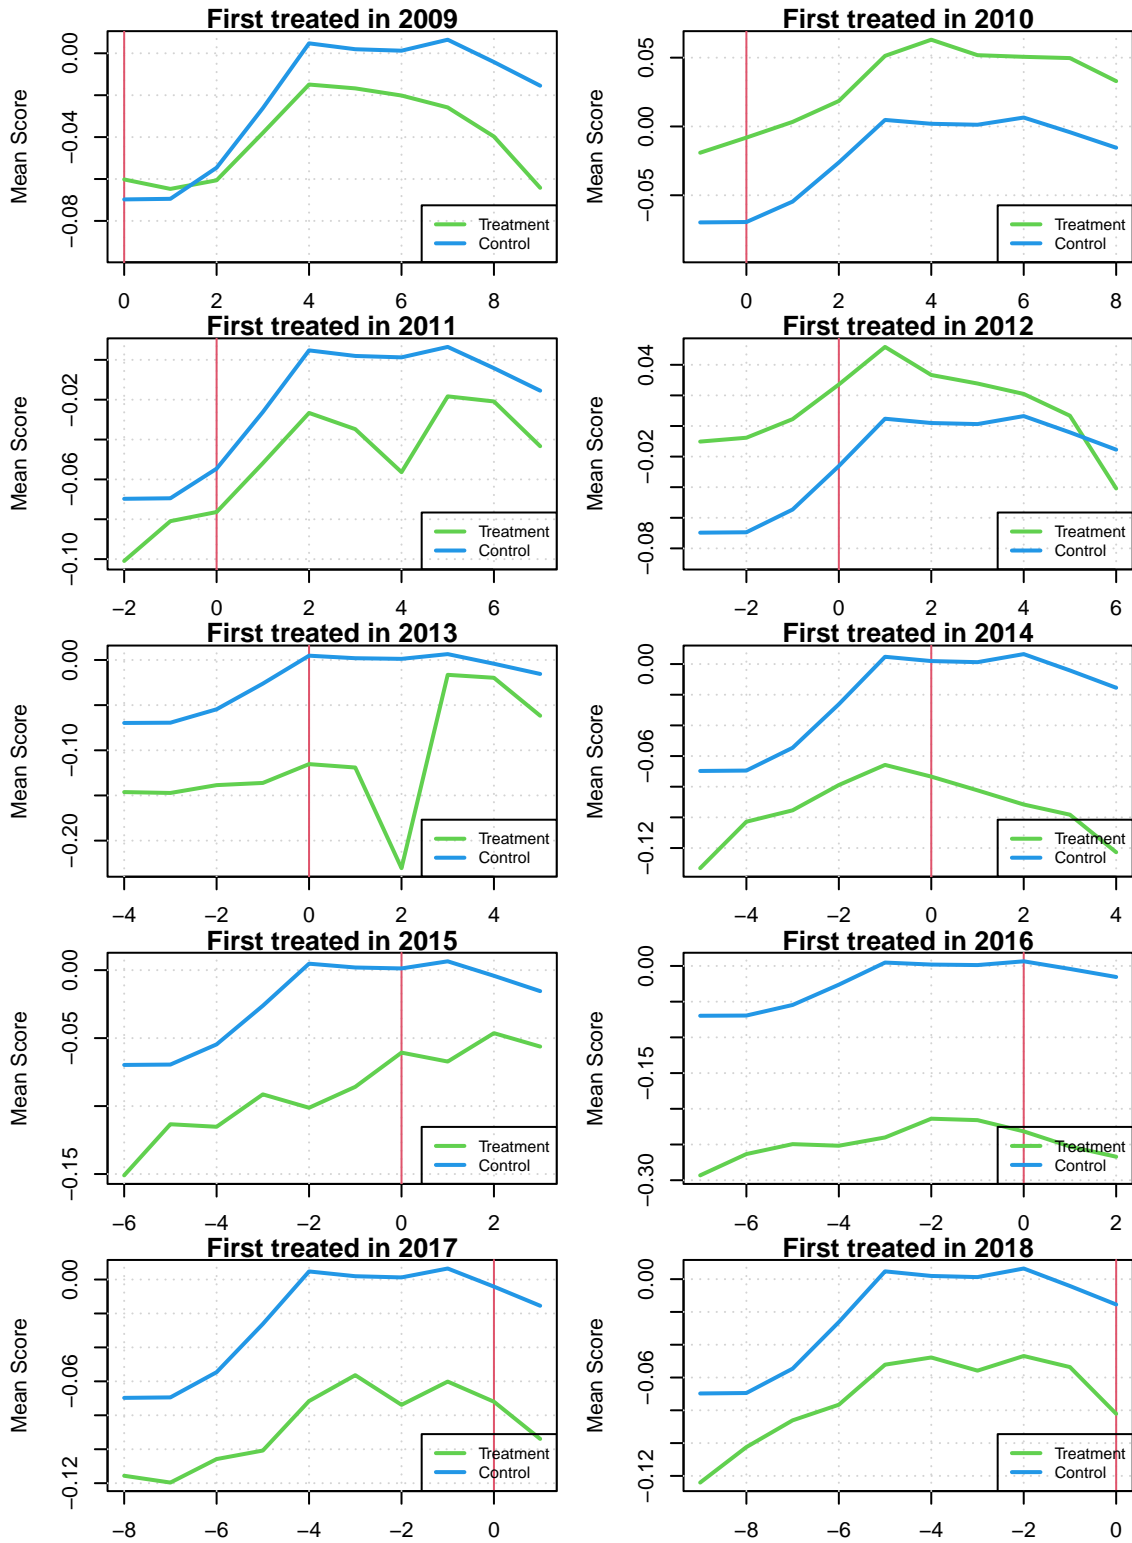 First treated in 2009
Mean Score
0.00
−0.04
−0.08
Treatment
Control
0 2 4 6 8
First treated in 2010
Mean Score
0.05
0.00
−0.05
Treatment
Control
0 2 4 6 8
First treated in 2011
Mean Score
−0.02
−0.06
−0.10
Treatment
Control
−2 0 2 4 6
First treated in 2012
Mean Score
0.04
−0.02
−0.08
Treatment
Control
−2 0 2 4 6
First treated in 2013
Mean Score
0.00
−0.10
−0.20
Treatment
Control
−4 −2 0 2 4
First treated in 2014
Mean Score
0.00
−0.06
−0.12
Treatment
Control
−4 −2 0 2 4
First treated in 2015
Mean Score
0.00
−0.05
−0.15
Treatment
Control
−6 −4 −2 0 2
First treated in 2016
Mean Score
0.00
−0.15
−0.30
Treatment
Control
−6 −4 −2 0 2
First treated in 2017
Mean Score
0.00
−0.06
−0.12
Treatment
Control
−8 −6 −4 −2 0
First treated in 2018
Mean Score
0.00
−0.06
−0.12
Treatment
Control
−8 −6 −4 −2 0